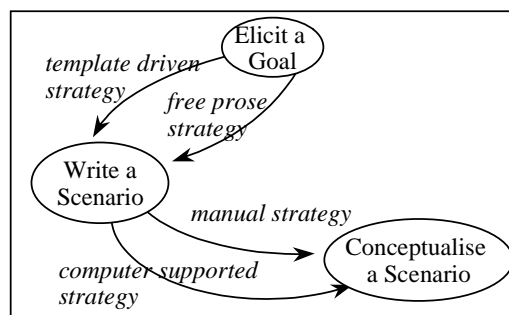 Elicit a
Goal
template driven
strategy
free prose
strategy
Write a
Scenario
manual strategy
Conceptualise
a Scenario
computer supported
strategy